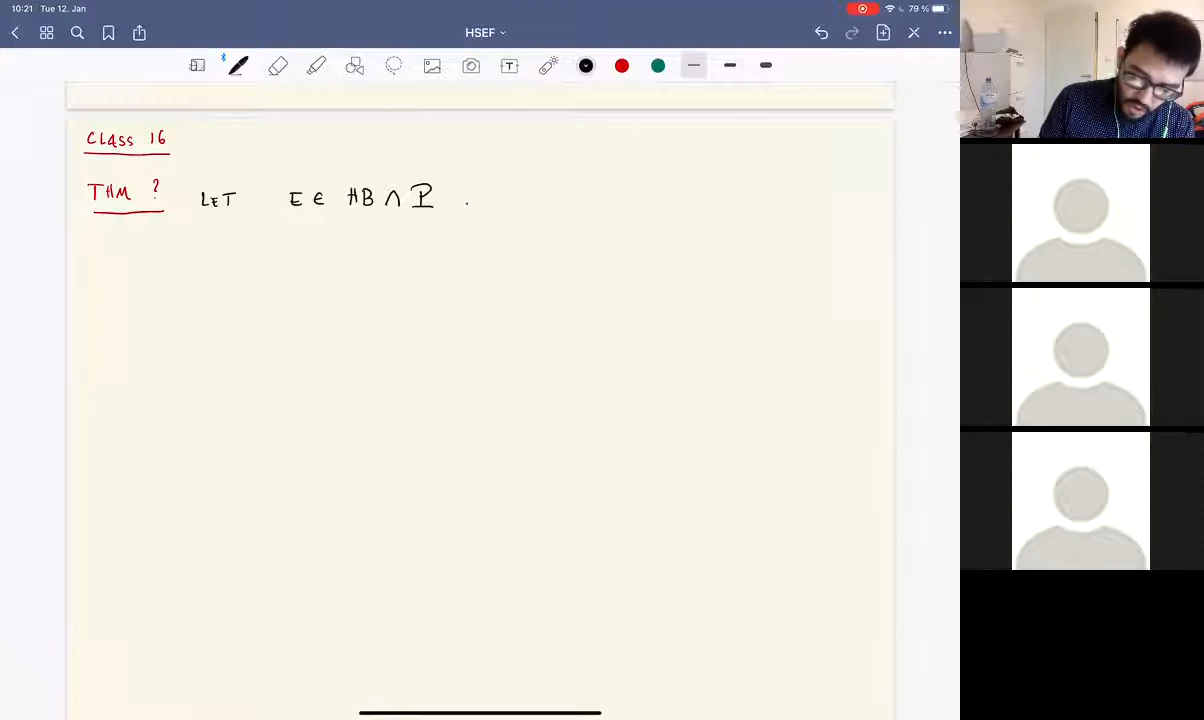 10:21 Tue 12. Jan 79 %
HSEF
T
CLASS 16
THM ? LET E ∈ HB ∩ P .